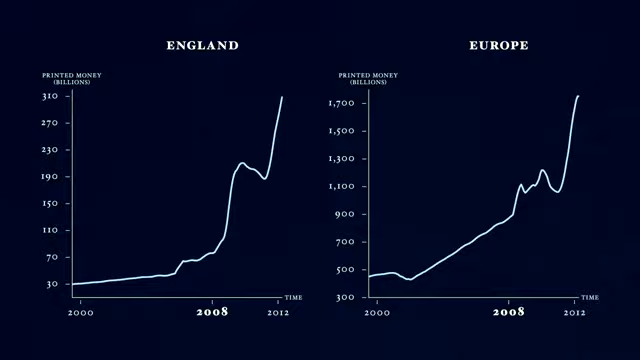 ENGLAND
PRINTED MONEY
(BILLIONS)
310
270
230
190
150
110
70
30
2000
2008
2012
TIME
EUROPE
PRINTED MONEY
(BILLIONS)
1,700
1,500
1,300
1,100
900
700
500
300
2000
2008
2012
TIME